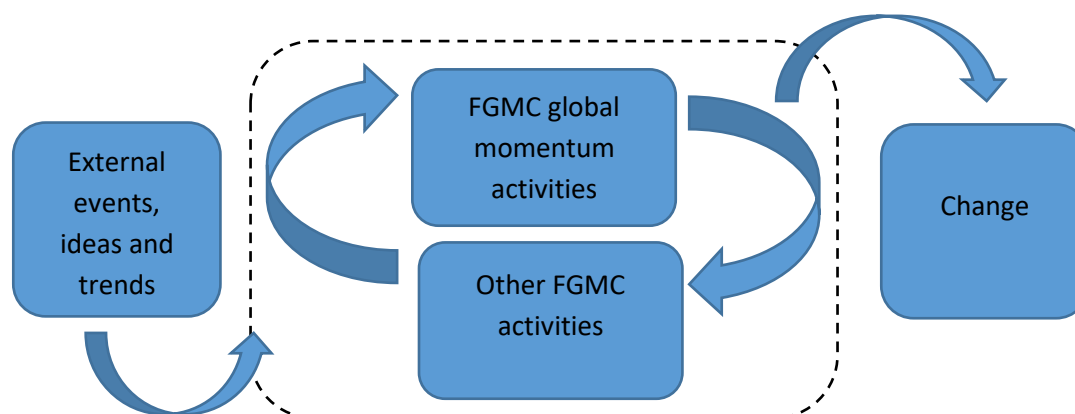 External
events,
ideas and
trends
FGMC global
momentum
activities
Other FGMC
activities
Change